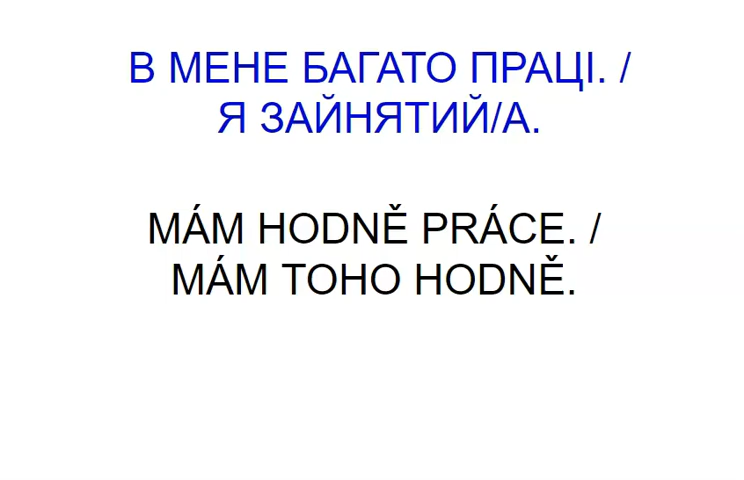 В МЕНЕ БАГАТО ПРАЦІ. /
Я ЗАЙНЯТИЙ/А.
MÁM HODNĚ PRÁCE. /
MÁM TOHO HODNĚ.